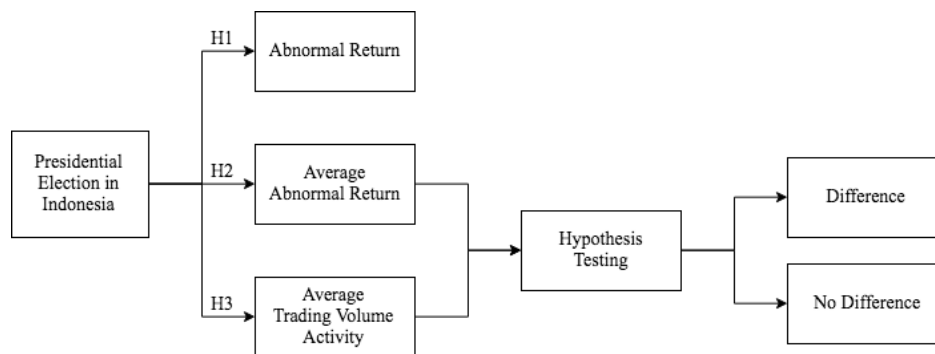 H1
Abnormal Return
Presidential
Election in
Indonesia
H2
Average
Abnormal Return
H3
Average
Trading Volume
Activity
Hypothesis
Testing
Difference
No Difference